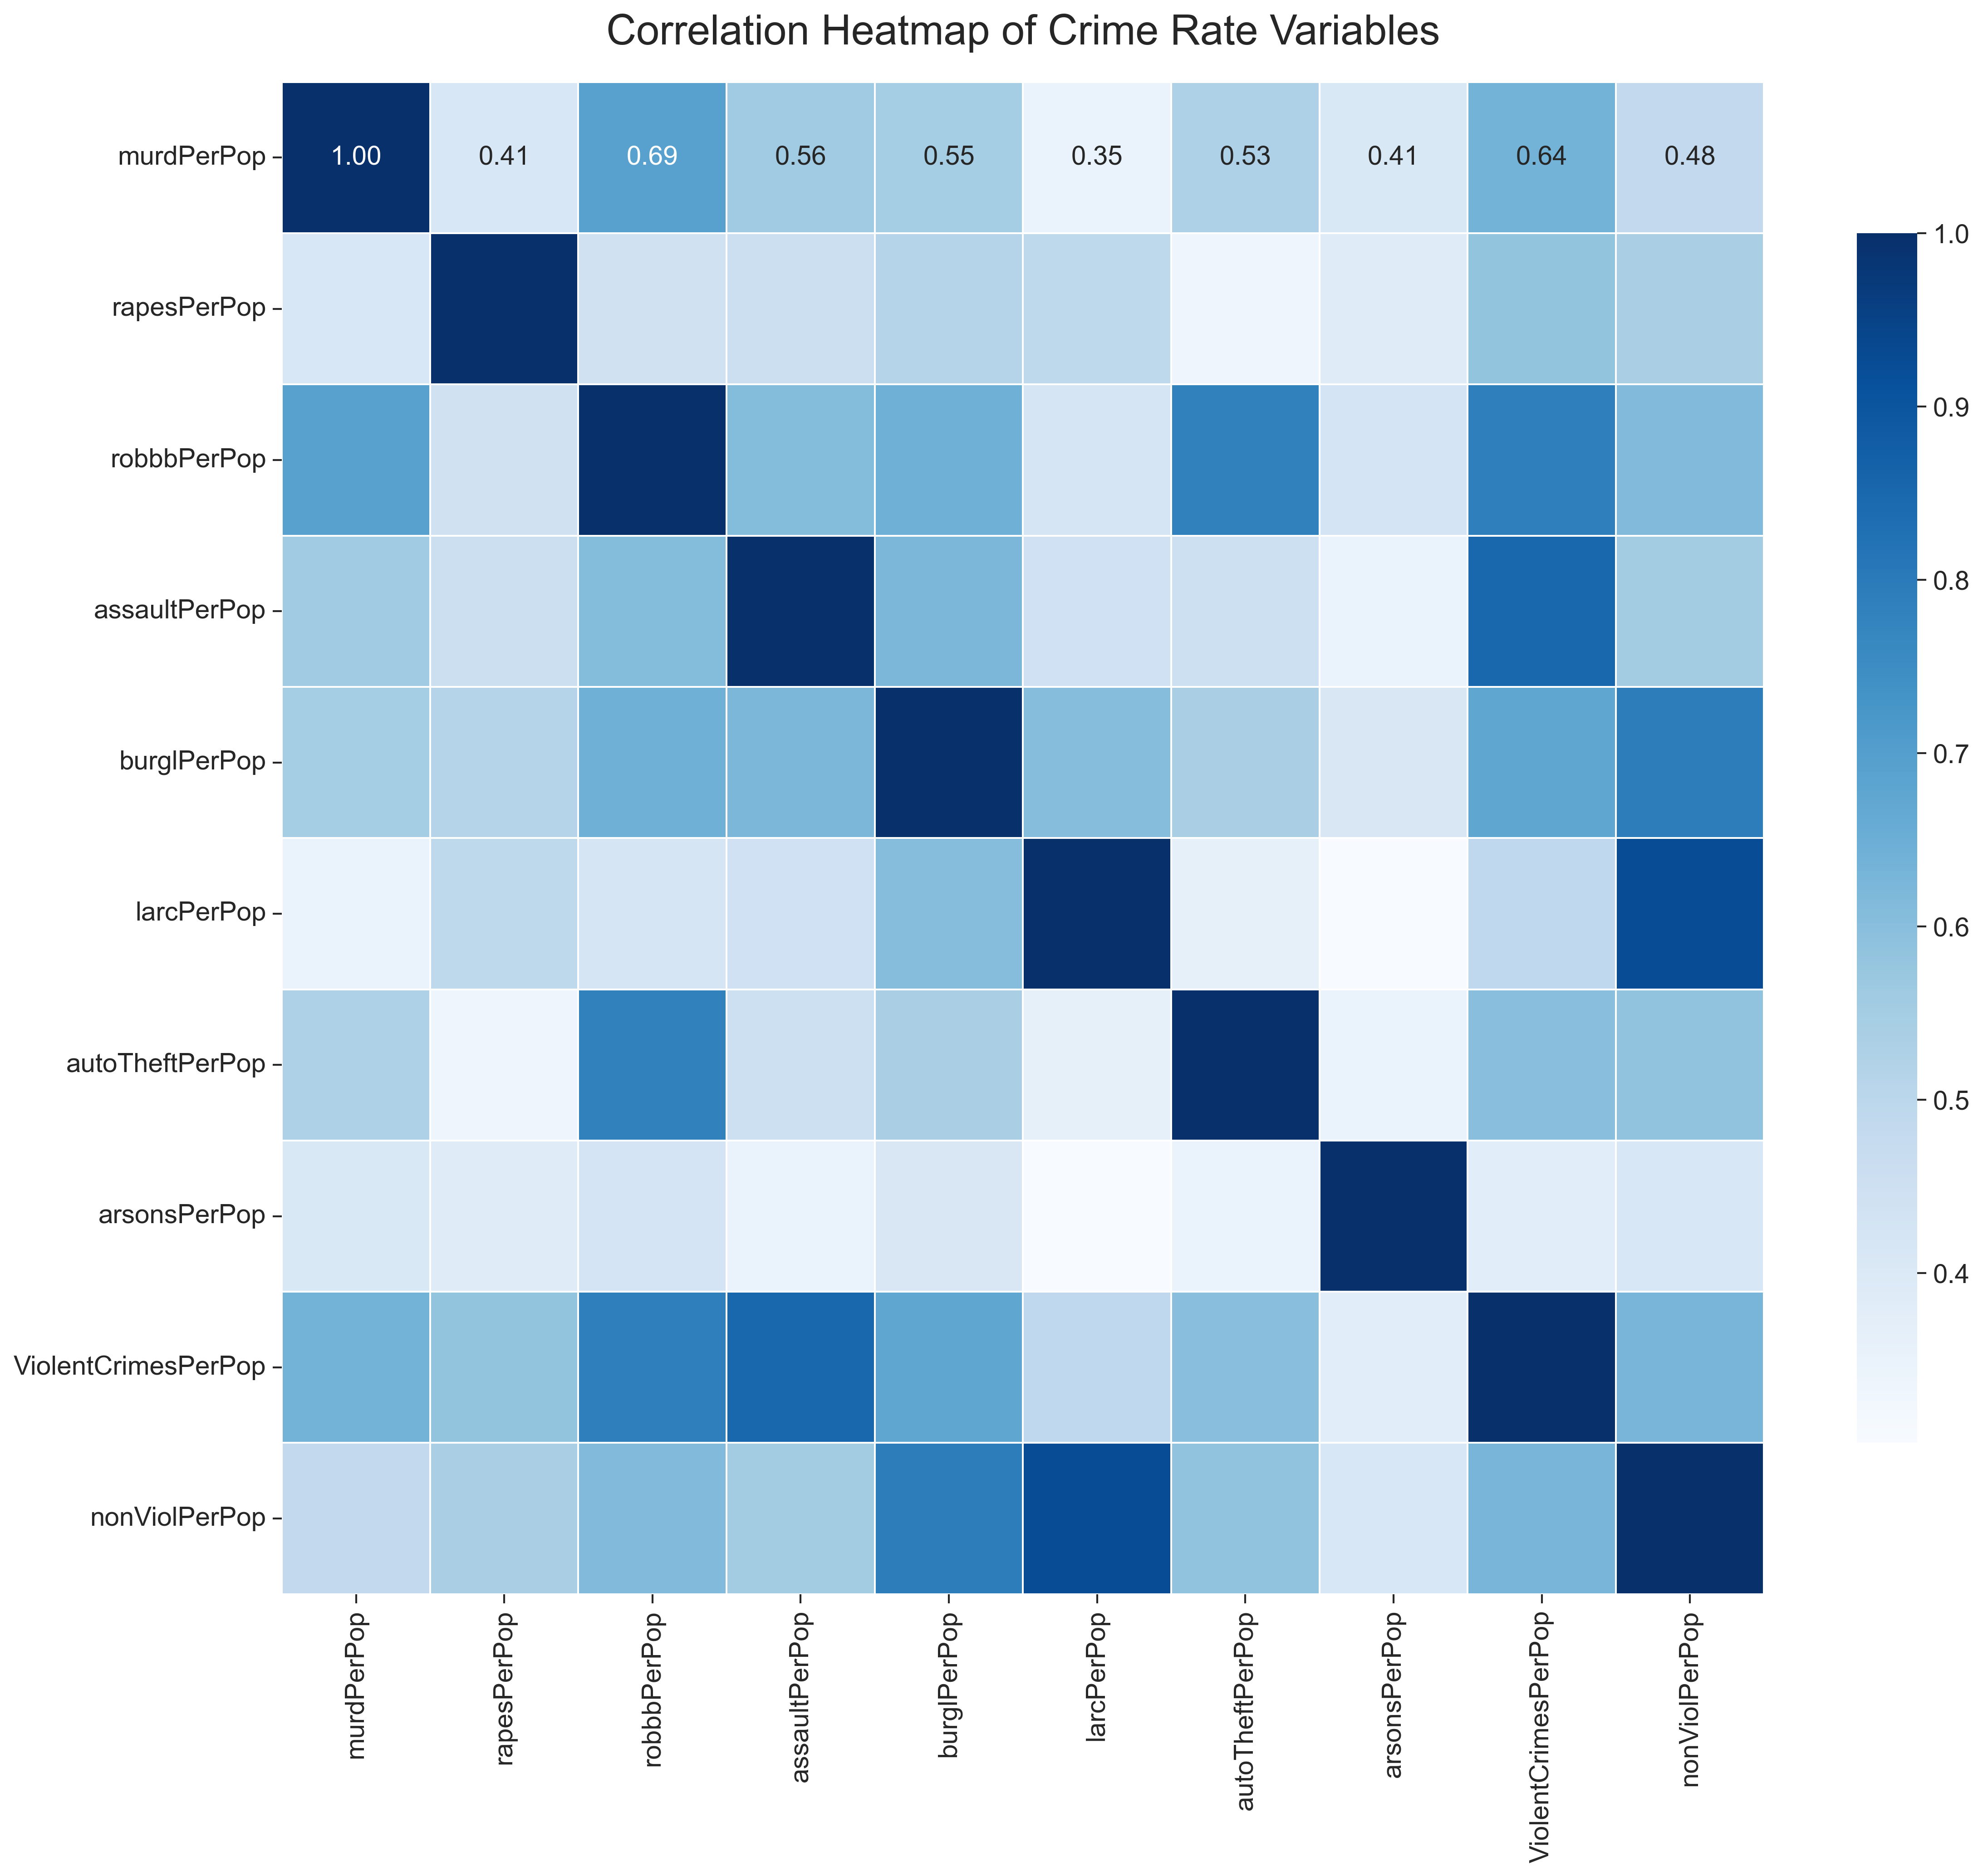 Correlation Heatmap of Crime Rate Variables
murdPerPop
1.00 0.41 0.69 0.56 0.55 0.35 0.53 0.41 0.64 0.48
rapesPerPop
robbbPerPop
assaultPerPop
burglPerPop
larcPerPop
autoTheftPerPop
arsonsPerPop
ViolentCrimesPerPop
nonViolPerPop
murdPerPop
rapesPerPop
robbbPerPop
assaultPerPop
burglPerPop
larcPerPop
autoTheftPerPop
arsonsPerPop
ViolentCrimesPerPop
nonViolPerPop
1.0
0.9
0.8
0.7
0.6
0.5
0.4